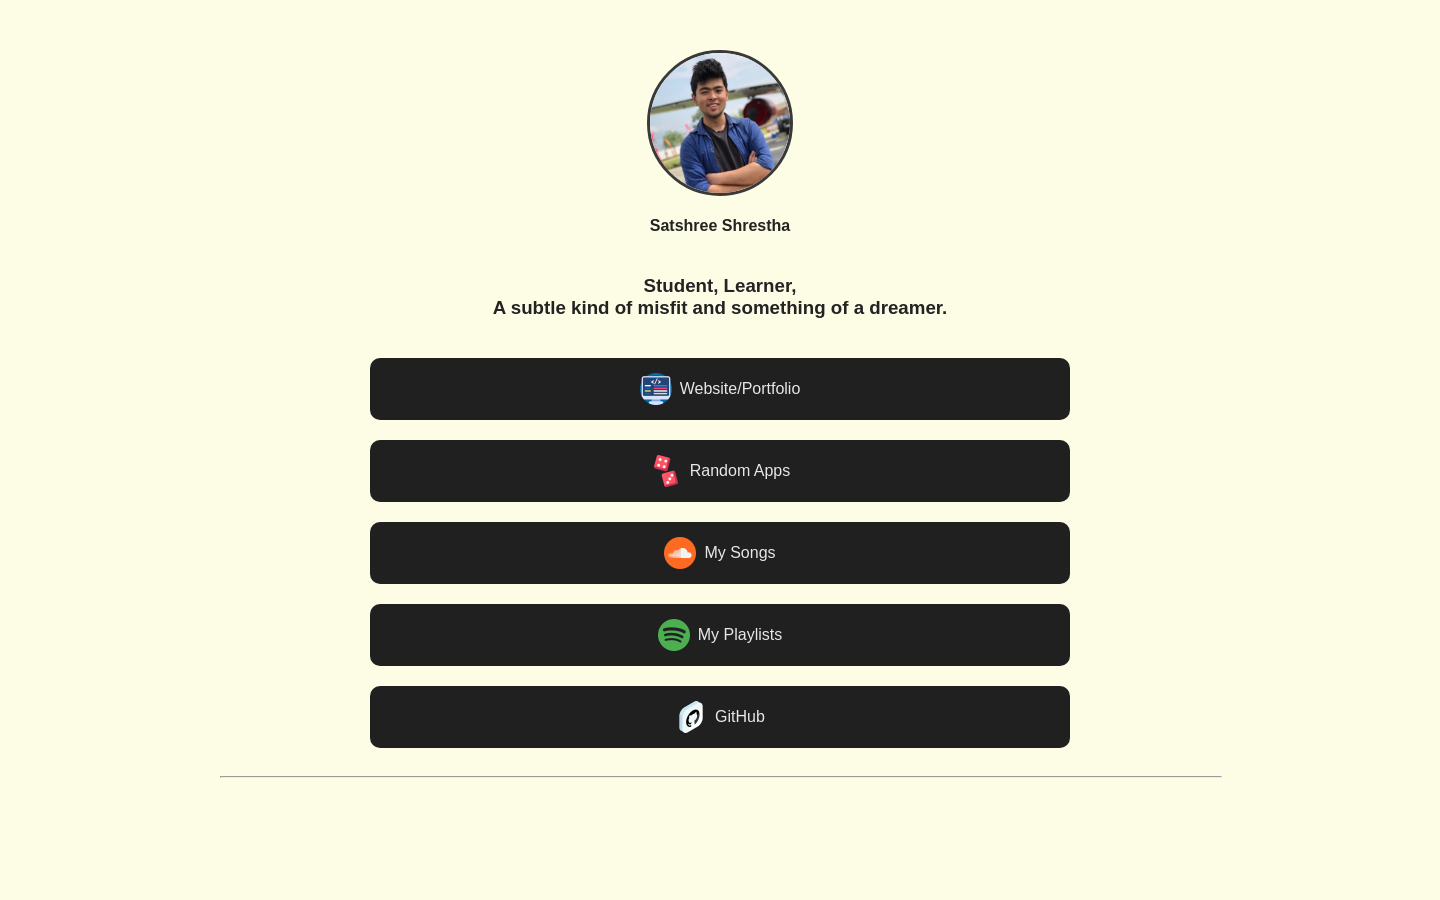 Satshree Shrestha
Student, Learner,
A subtle kind of misfit and something of a dreamer.
Website/Portfolio
Random Apps
My Songs
My Playlists
GitHub